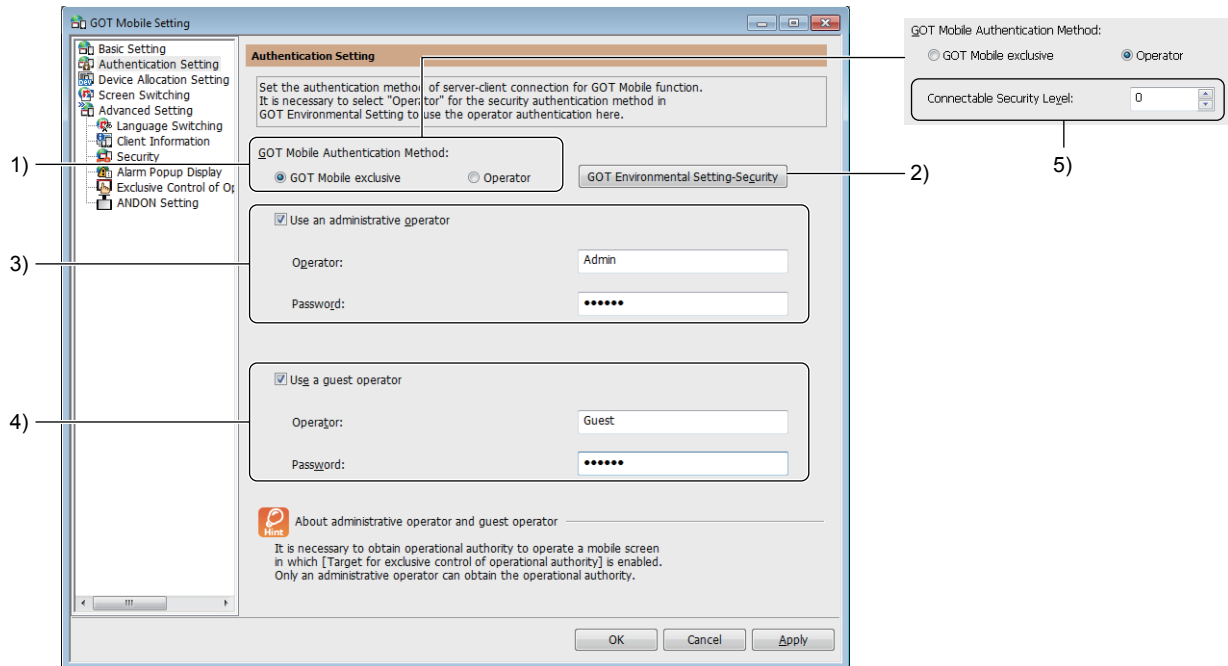 GOT Mobile Setting
Basic Setting
Authentication Setting
Device Allocation Setting
Screen Switching
Advanced Setting
Language Switching
Client Information
Security
Alarm Popup Display
Exclusive Control of Op
ANDON Setting
Authentication Setting
Set the authentication method of server-client connection for GOT Mobile function.
It is necessary to select "Operator" for the security authentication method in
GOT Environmental Setting to use the operator authentication here.
1)
GOT Mobile Authentication Method:
GOT Mobile exclusive
Operator
GOT Environmental Setting-Security
2)
3)
Use an administrative operator
Operator:
Admin
Password:
••••••
4)
Use a guest operator
Operator:
Guest
Password:
••••••
Hint
About administrative operator and guest operator
It is necessary to obtain operational authority to operate a mobile screen
in which [Target for exclusive control of operational authority] is enabled.
Only an administrative operator can obtain the operational authority.
OK
Cancel
Apply
GOT Mobile Authentication Method:
GOT Mobile exclusive
Operator
Connectable Security Level:
0
5)